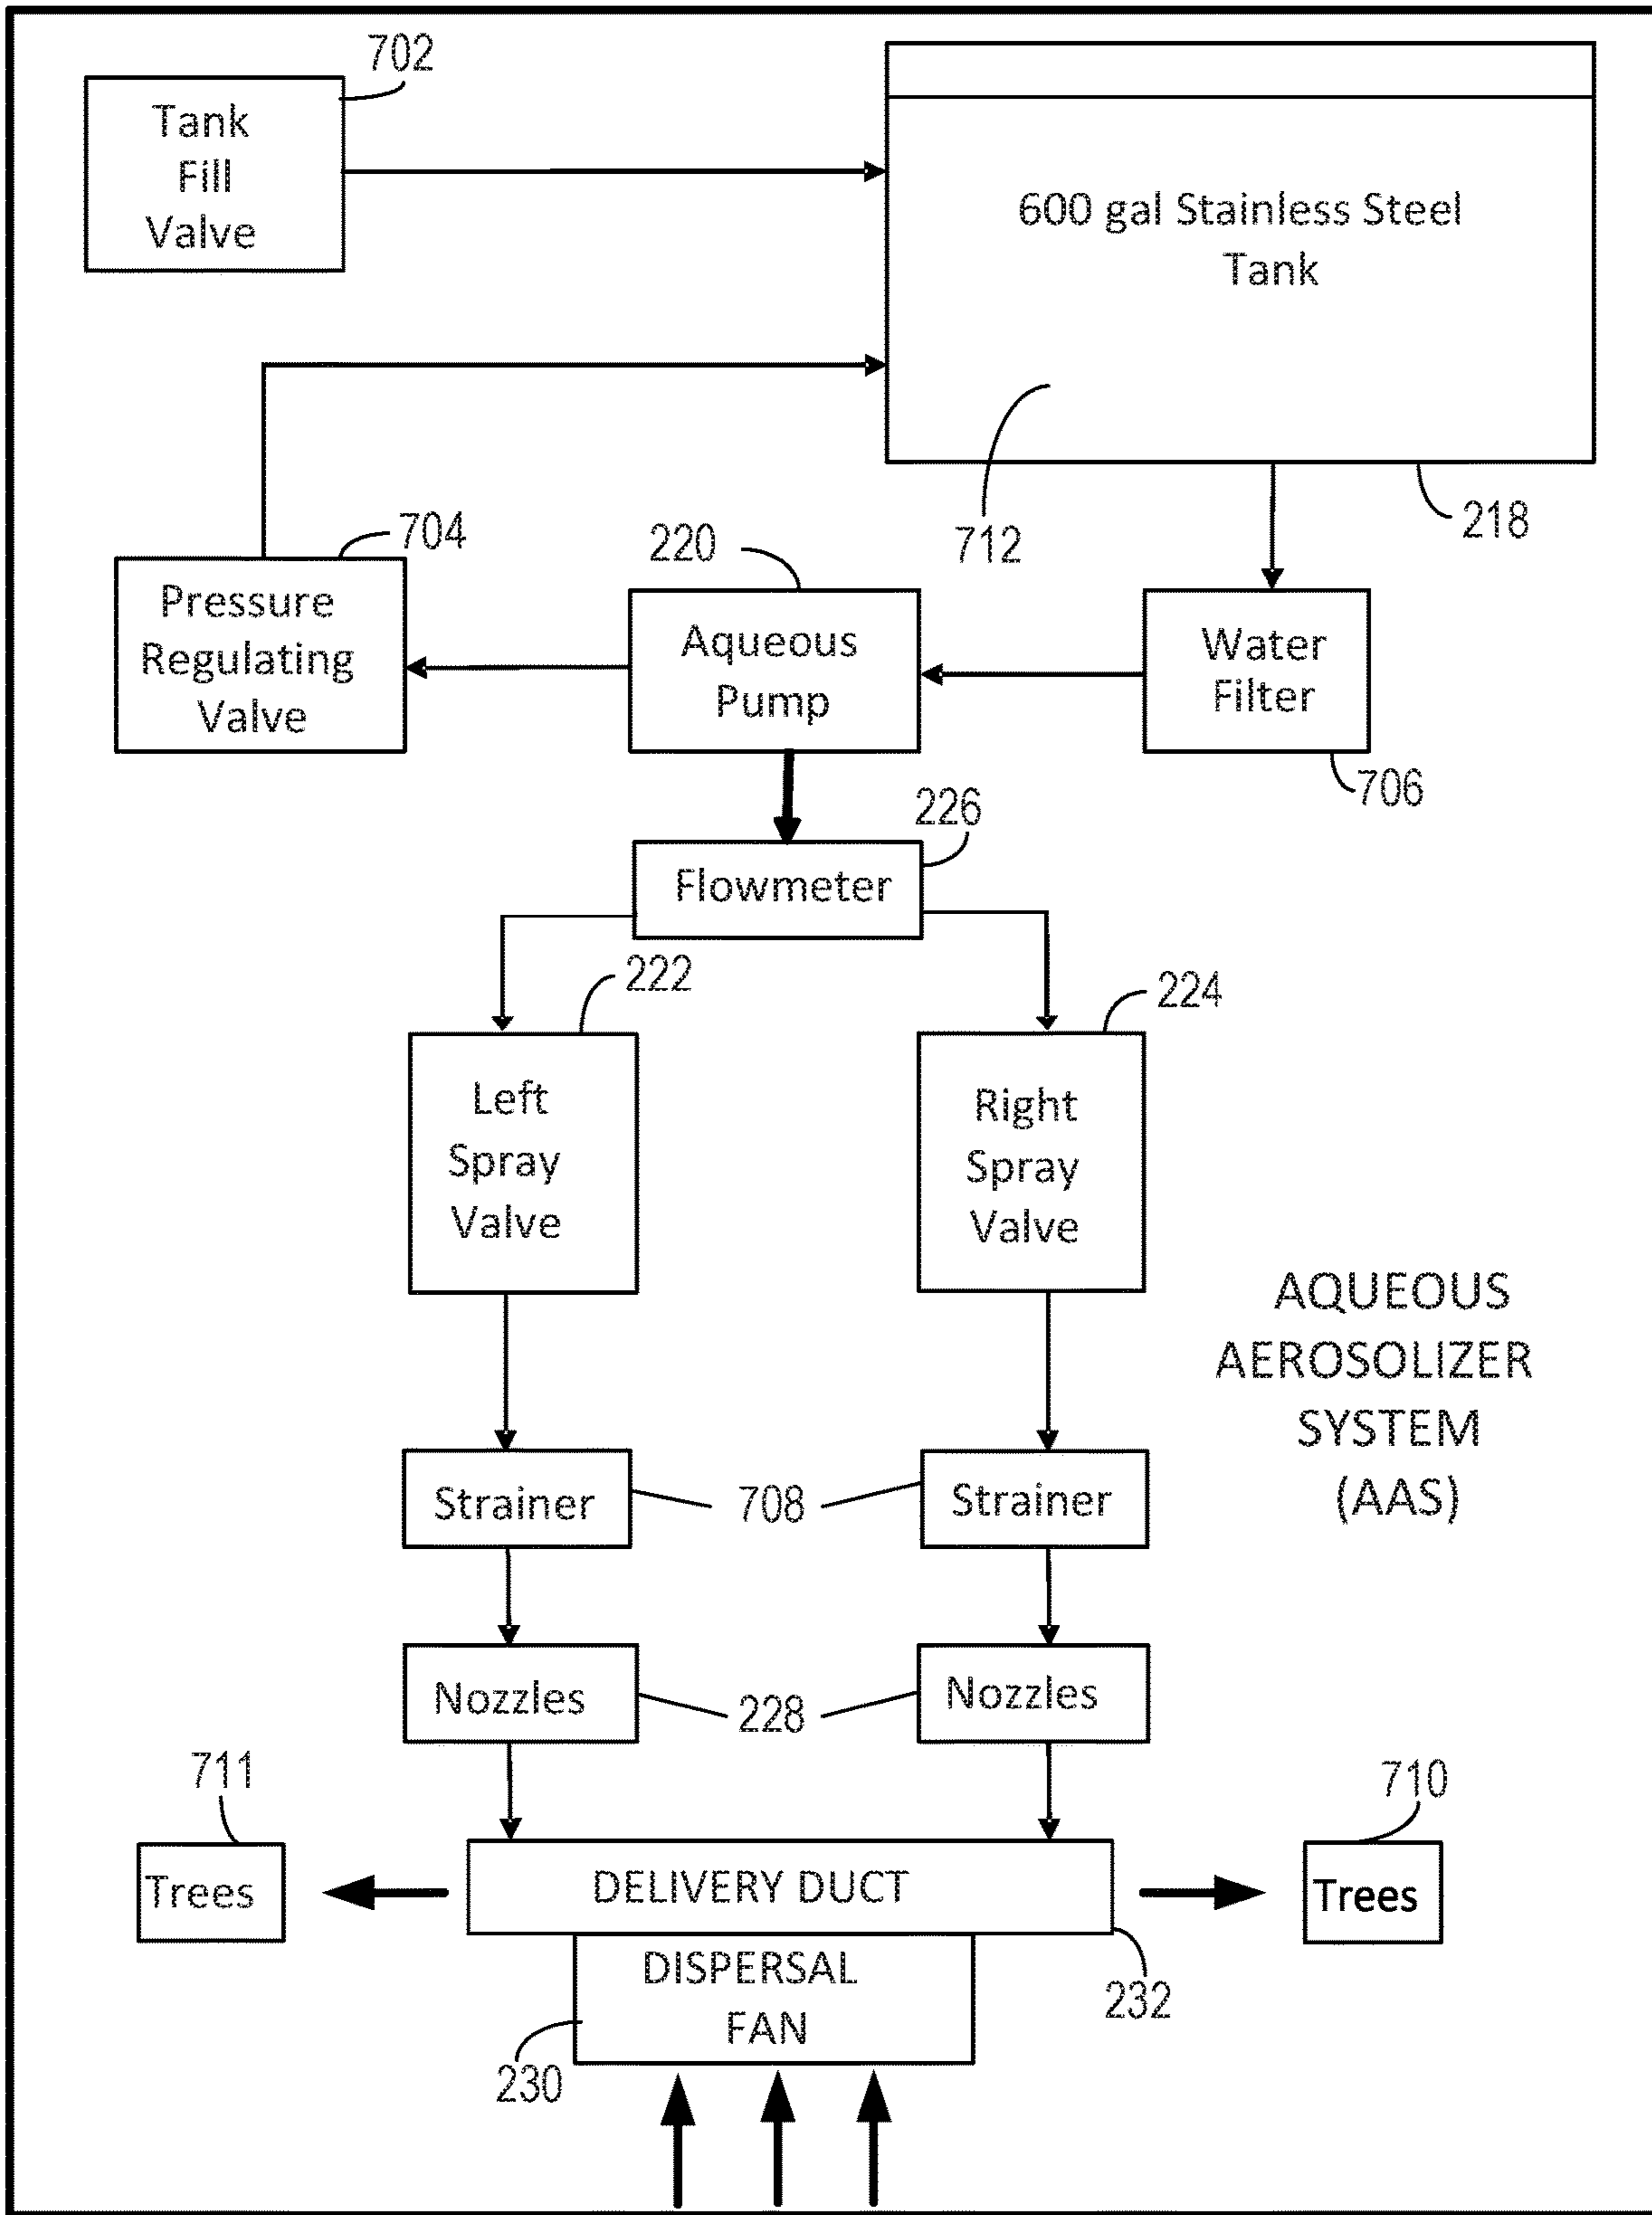 702
Tank
Fill
Valve
600 gal Stainless Steel
Tank
712
218
704
Pressure
Regulating
Valve
220
Aqueous
Pump
Water
Filter
706
226
Flowmeter
222
224
Left
Spray
Valve
Right
Spray
Valve
AQUEOUS
AEROSOLIZER
SYSTEM
(AAS)
Strainer
708
Strainer
Nozzles
228
Nozzles
711
710
Trees
DELIVERY DUCT
Trees
232
DISPERSAL
FAN
230